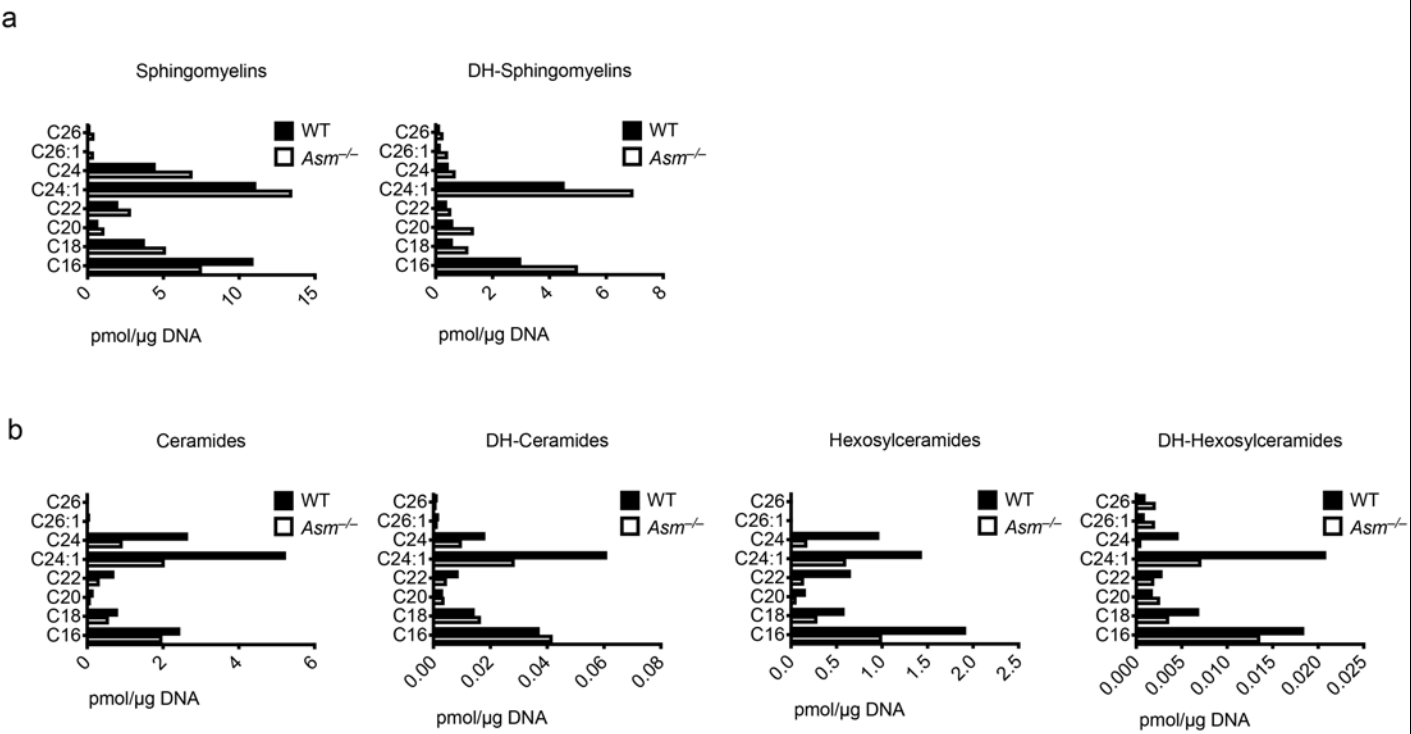 a
Sphingomyelins
C26
C26:1
C24
C24:1
C22
C20
C18
C16
WT
Asm–/–
0 5 10 15
pmol/µg DNA
DH-Sphingomyelins
C26
C26:1
C24
C24:1
C22
C20
C18
C16
WT
Asm–/–
0 2 4 6 8
pmol/µg DNA
b
Ceramides
C26
C26:1
C24
C24:1
C22
C20
C18
C16
WT
Asm–/–
0 2 4 6
pmol/µg DNA
DH-Ceramides
C26
C26:1
C24
C24:1
C22
C20
C18
C16
WT
Asm–/–
0.00 0.02 0.04 0.06 0.08
pmol/µg DNA
Hexosylceramides
C26
C26:1
C24
C24:1
C22
C20
C18
C16
WT
Asm–/–
0.0 0.5 1.0 1.5 2.0 2.5
pmol/µg DNA
DH-Hexosylceramides
C26
C26:1
C24
C24:1
C22
C20
C18
C16
WT
Asm–/–
0.000 0.005 0.010 0.015 0.020 0.025
pmol/µg DNA